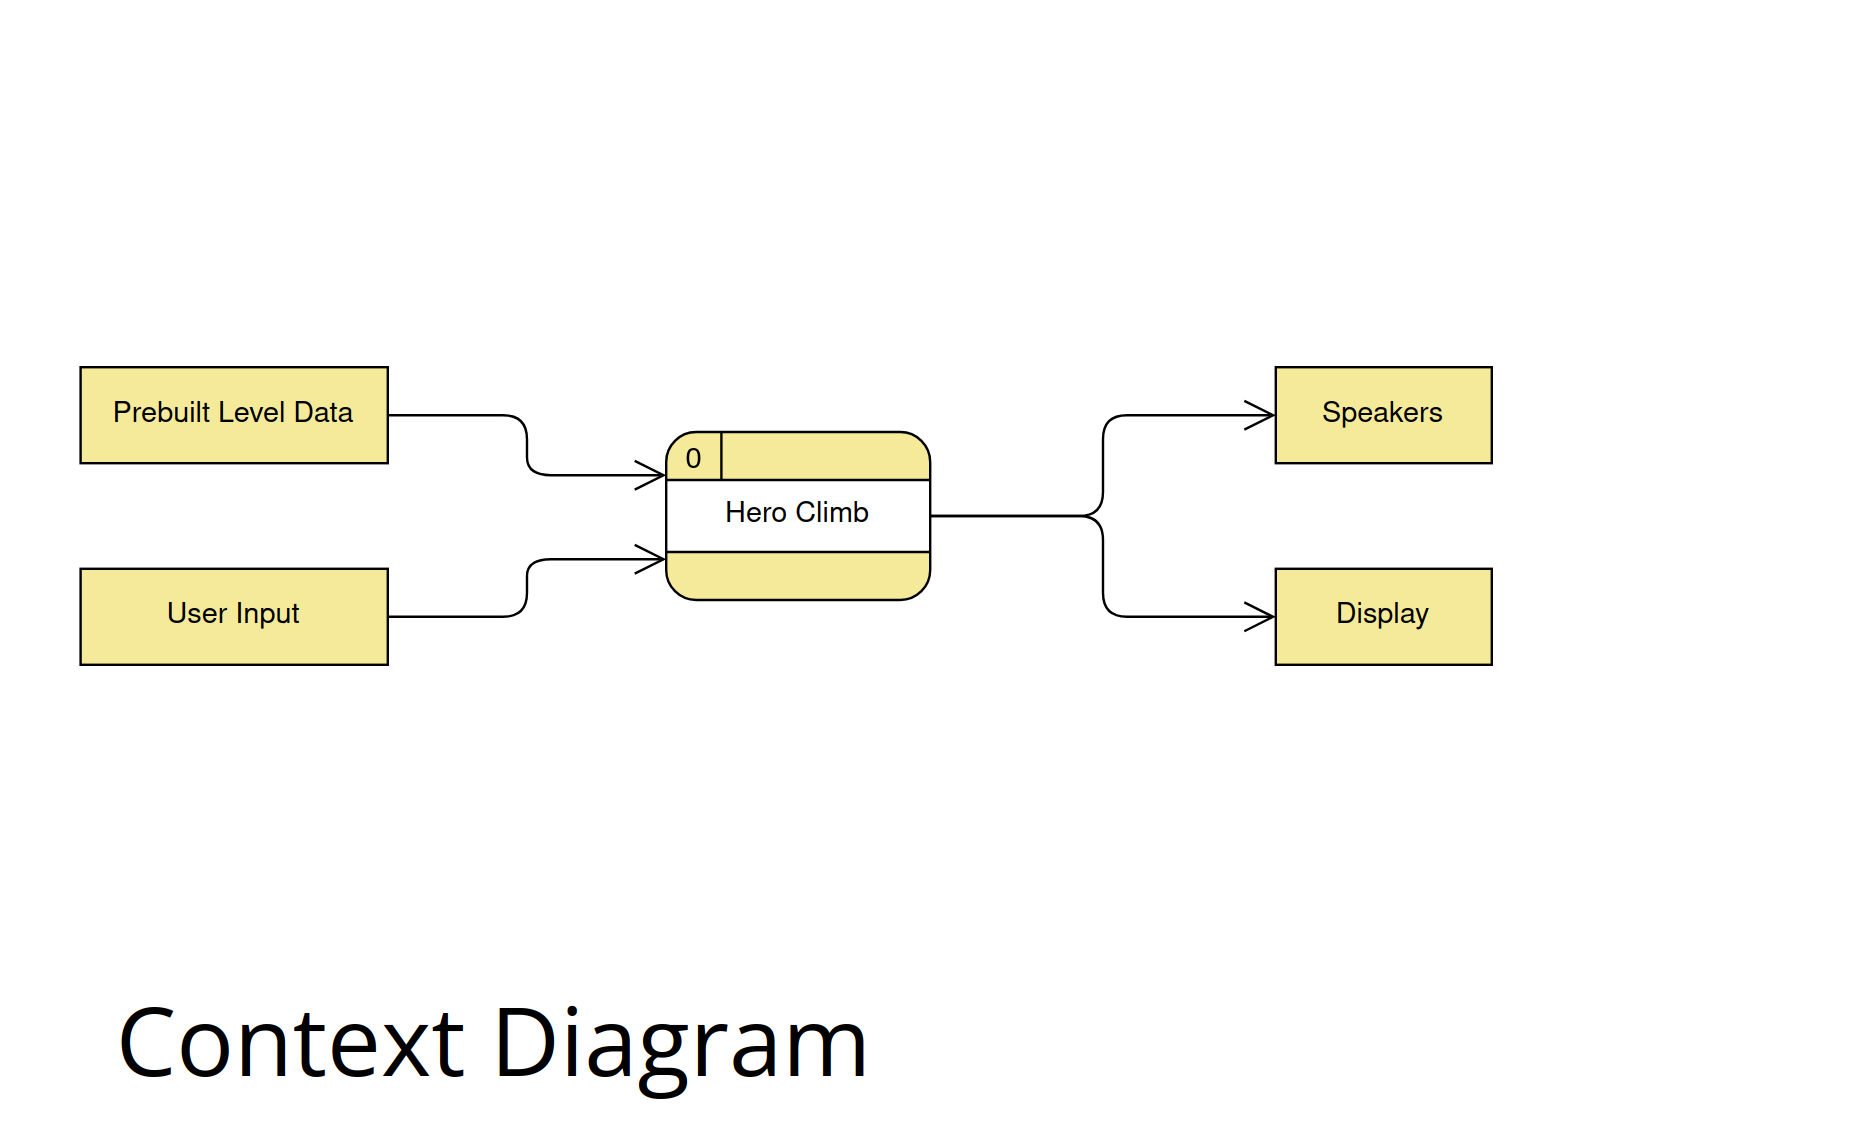 Prebuilt Level Data
User Input
0
Hero Climb
Speakers
Display
Context Diagram